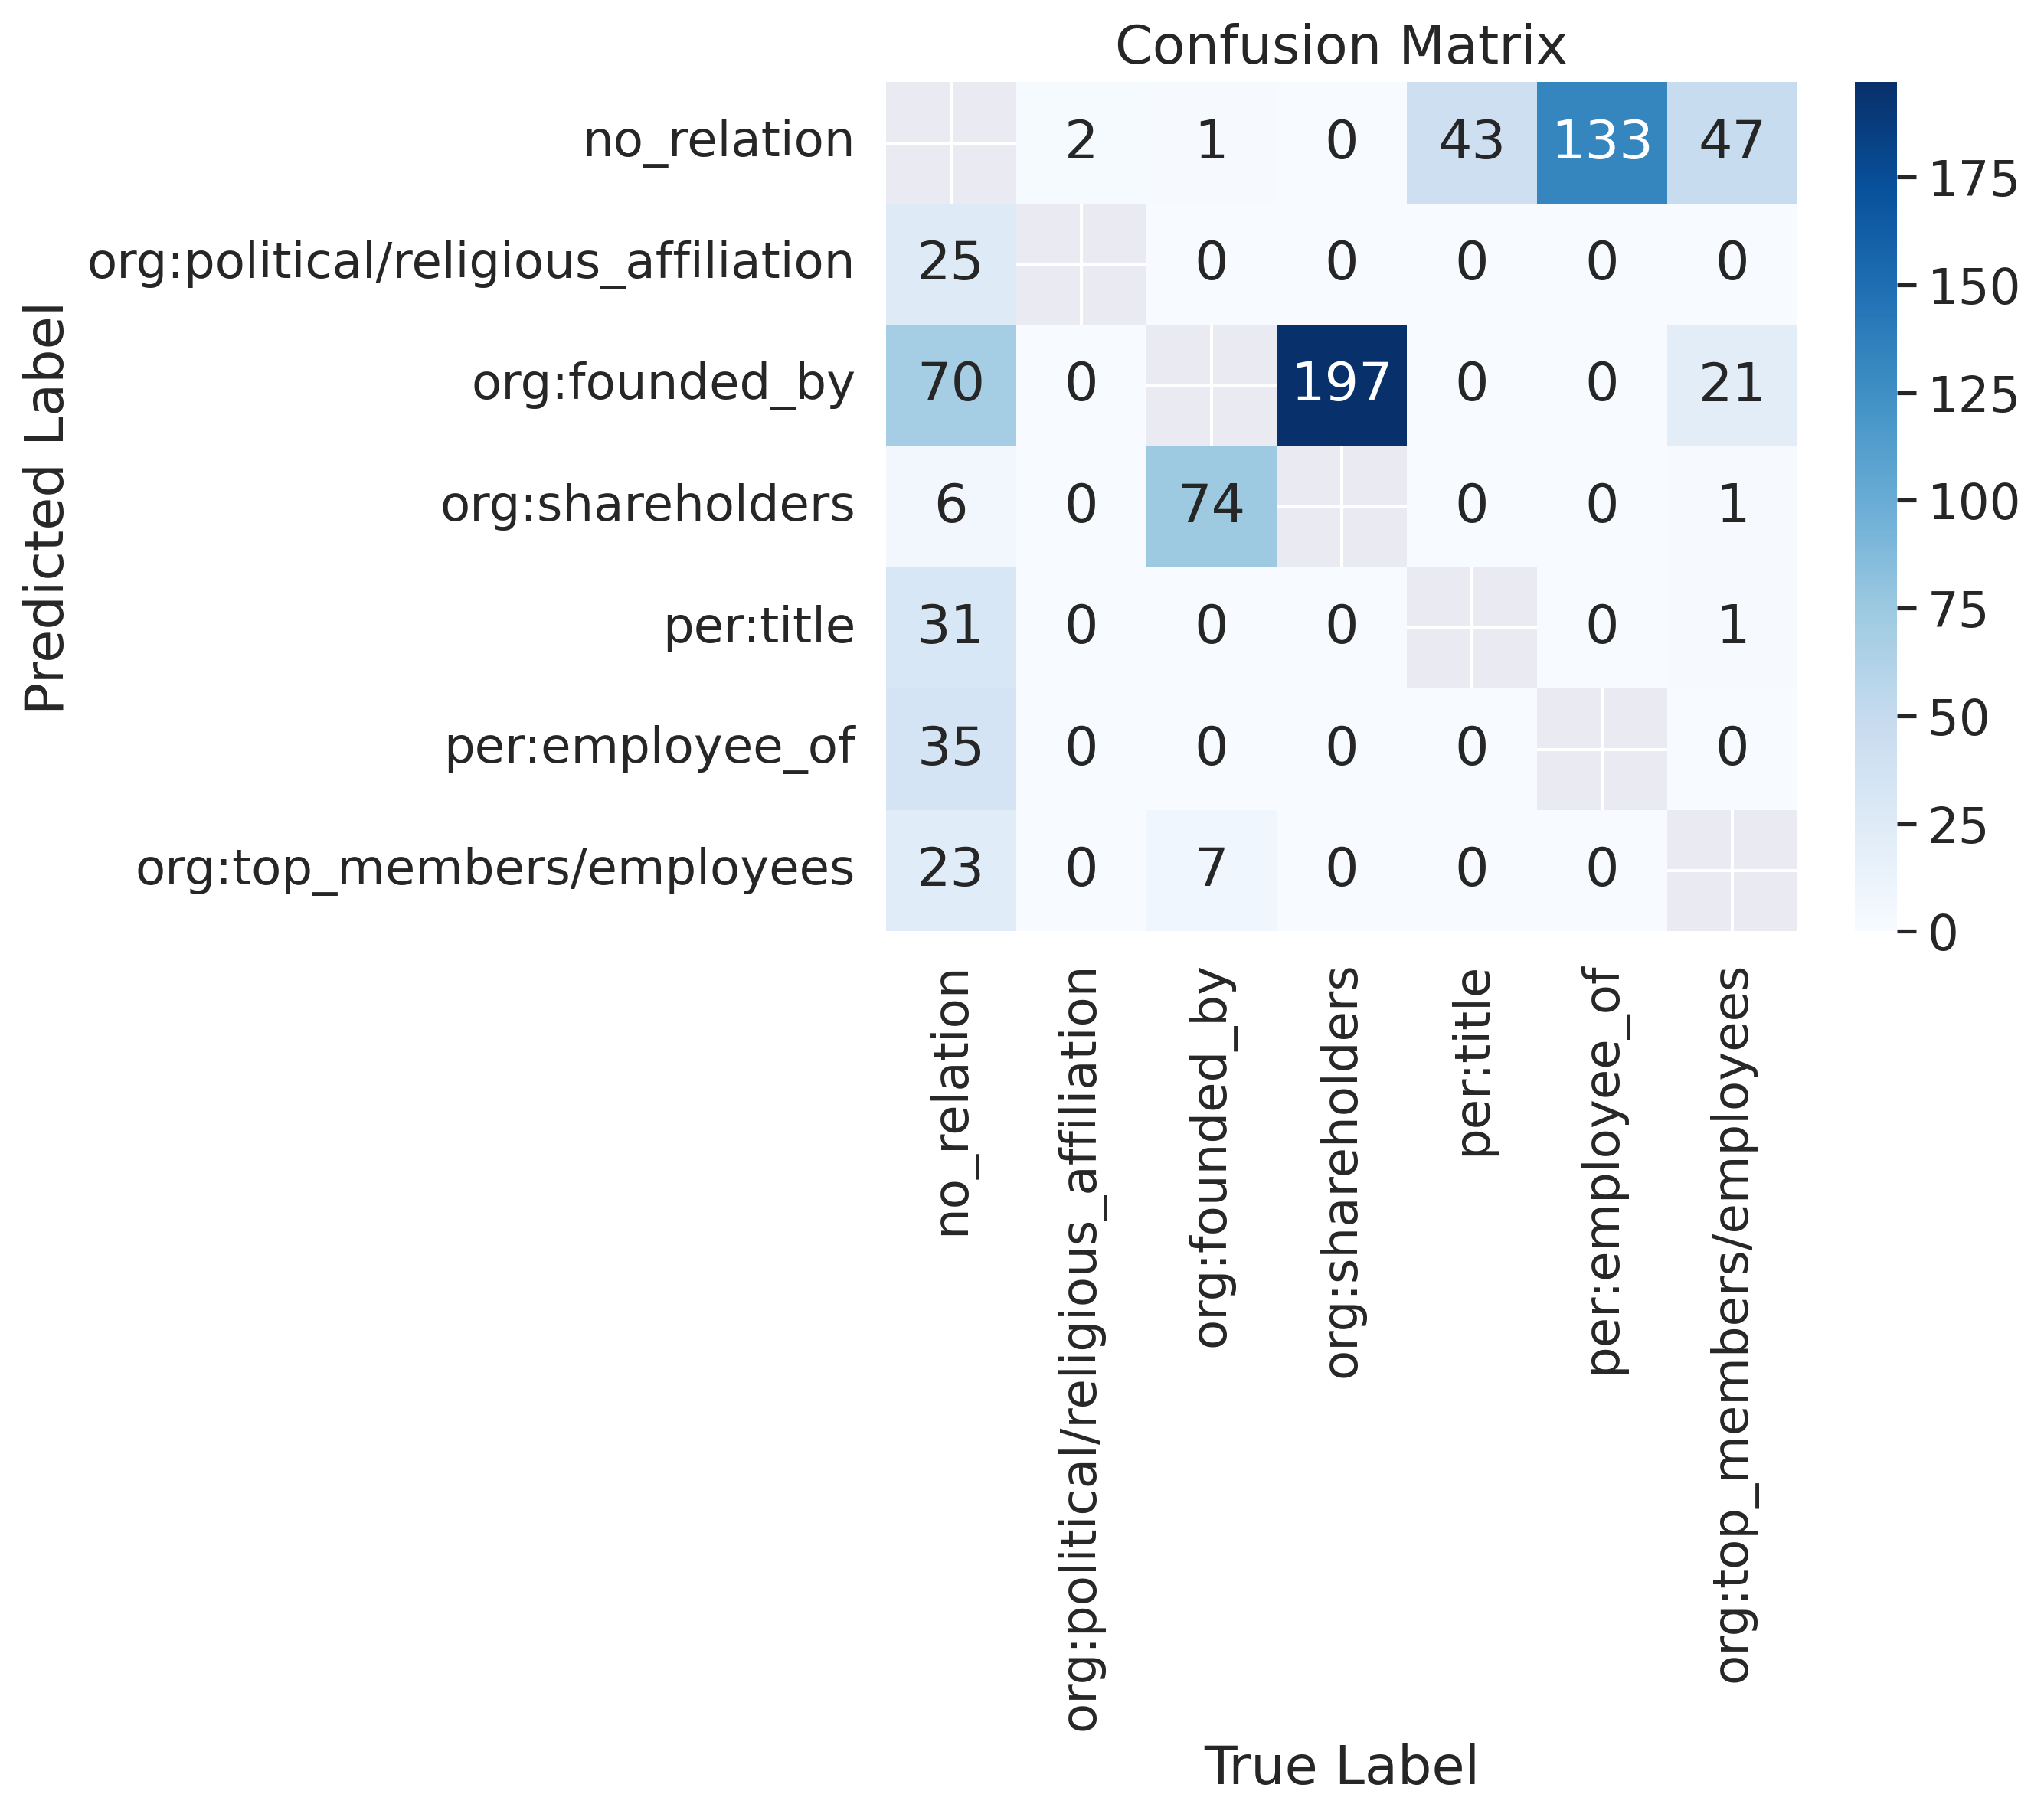 Confusion Matrix
Predicted Label
no_relation 2 1 0 43 133 47
org:political/religious_affiliation 25 0 0 0 0 0
org:founded_by 70 0 197 0 0 21
org:shareholders 6 0 74 0 0 1
per:title 31 0 0 0 0 1
per:employee_of 35 0 0 0 0 0
org:top_members/employees 23 0 7 0 0 0
175
150
125
100
75
50
25
0
no_relation
org:political/religious_affiliation
org:founded_by
org:shareholders
per:title
per:employee_of
org:top_members/employees
True Label